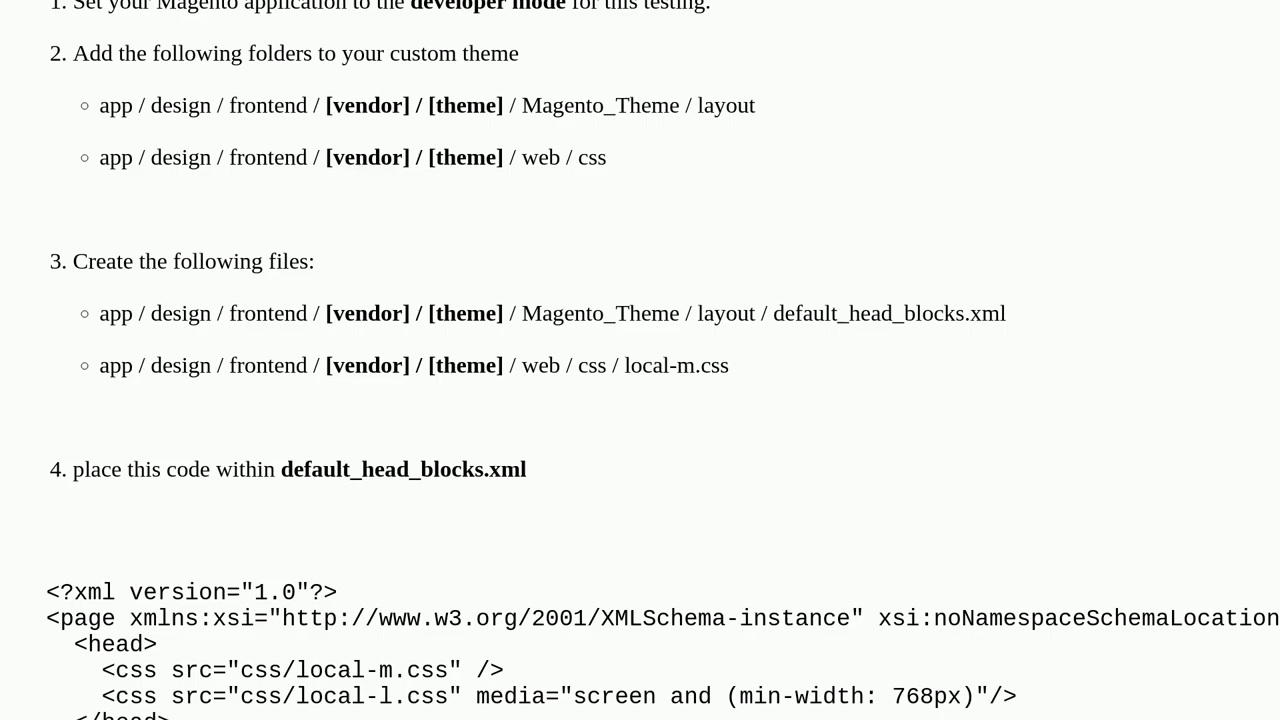 1. Set your Magento application to the developer mode for this testing.
2. Add the following folders to your custom theme
○ app / design / frontend / [vendor] / [theme] / Magento_Theme / layout
○ app / design / frontend / [vendor] / [theme] / web / css
3. Create the following files:
○ app / design / frontend / [vendor] / [theme] / Magento_Theme / layout / default_head_blocks.xml
○ app / design / frontend / [vendor] / [theme] / web / css / local-m.css
4. place this code within default_head_blocks.xml
<?xml version="1.0"?>
<page xmlns:xsi="http://www.w3.org/2001/XMLSchema-instance" xsi:noNamespaceSchemaLocation
<head>
<css src="css/local-m.css" />
<css src="css/local-l.css" media="screen and (min-width: 768px)"/>
</head>